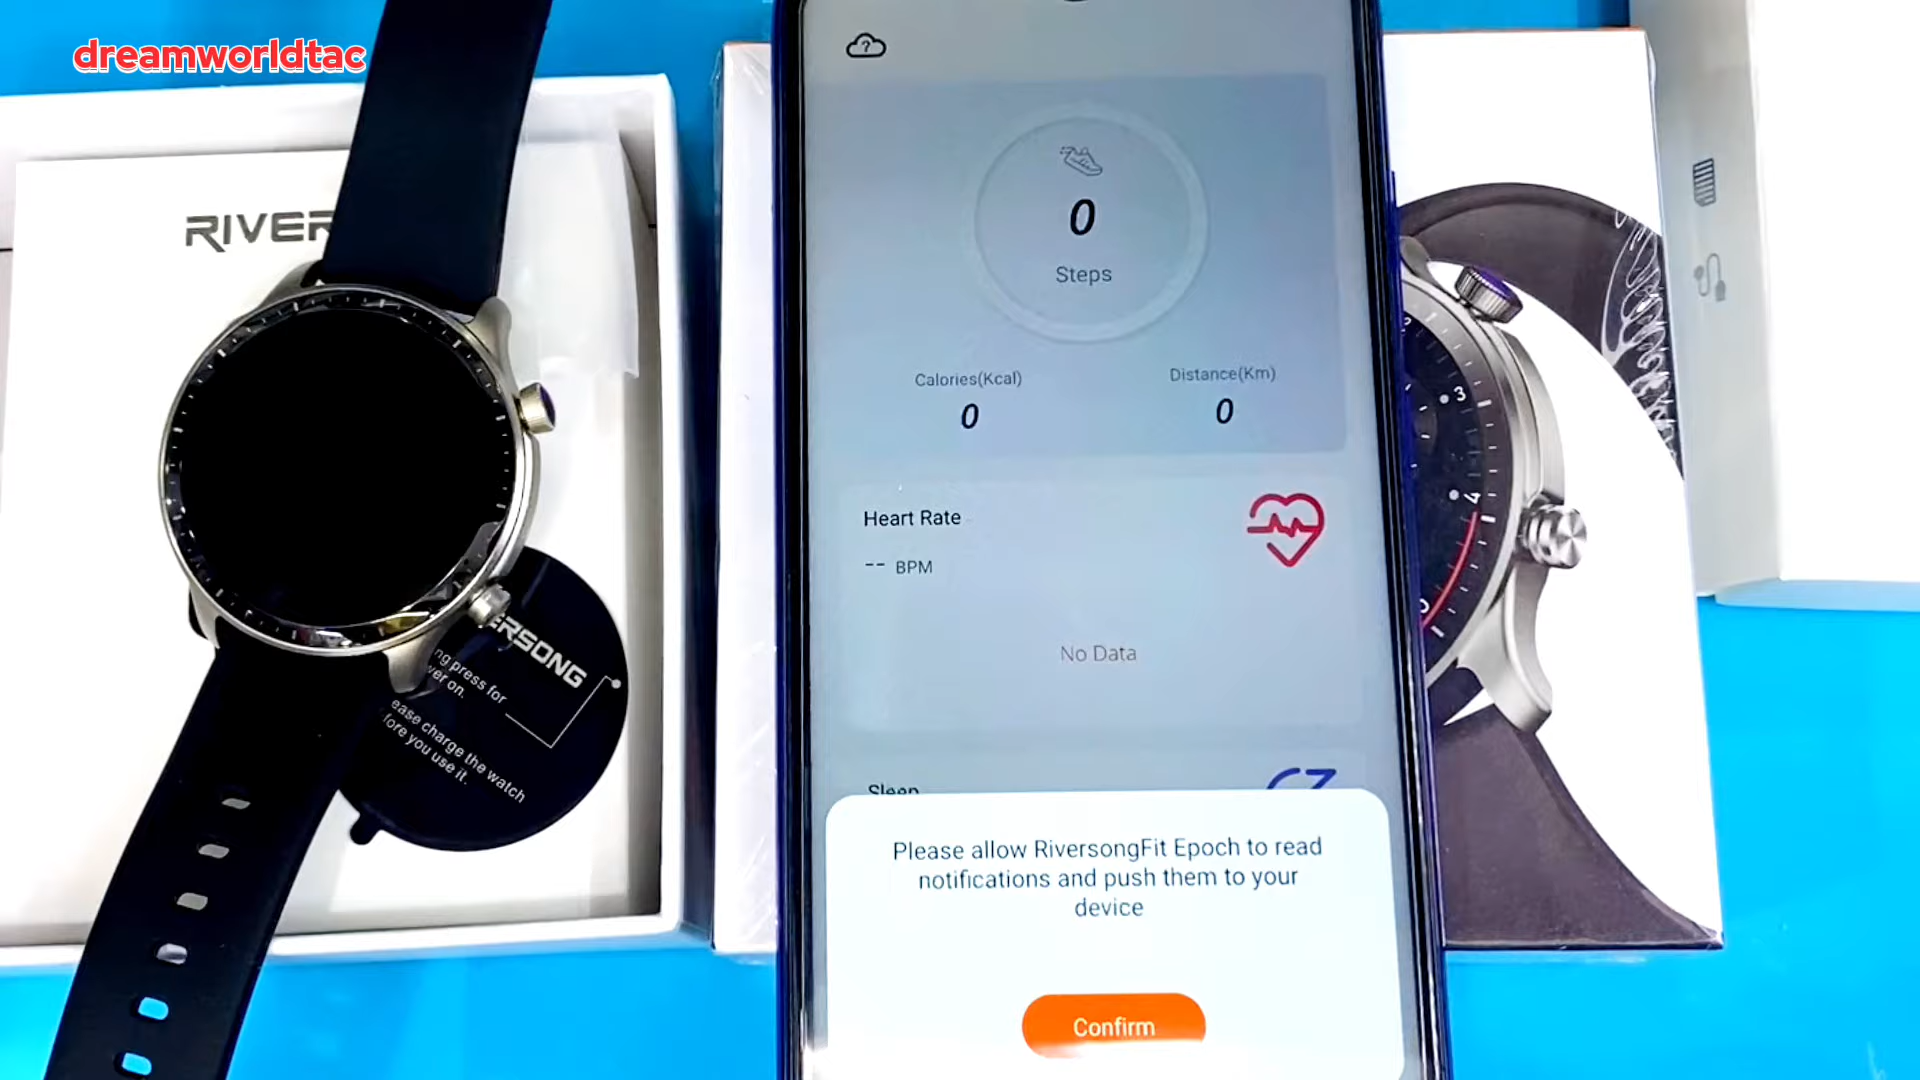 dreamworldtac
RIVER
ERSONG
ng press for
wer on.
ease charge the watch
fore you use it.
?
0
Steps
Calories(Kcal)
0
Distance(Km)
0
Heart Rate
-- BPM
No Data
Sleep
Please allow RiversongFit Epoch to read
notifications and push them to your
device
Confirm
3
4